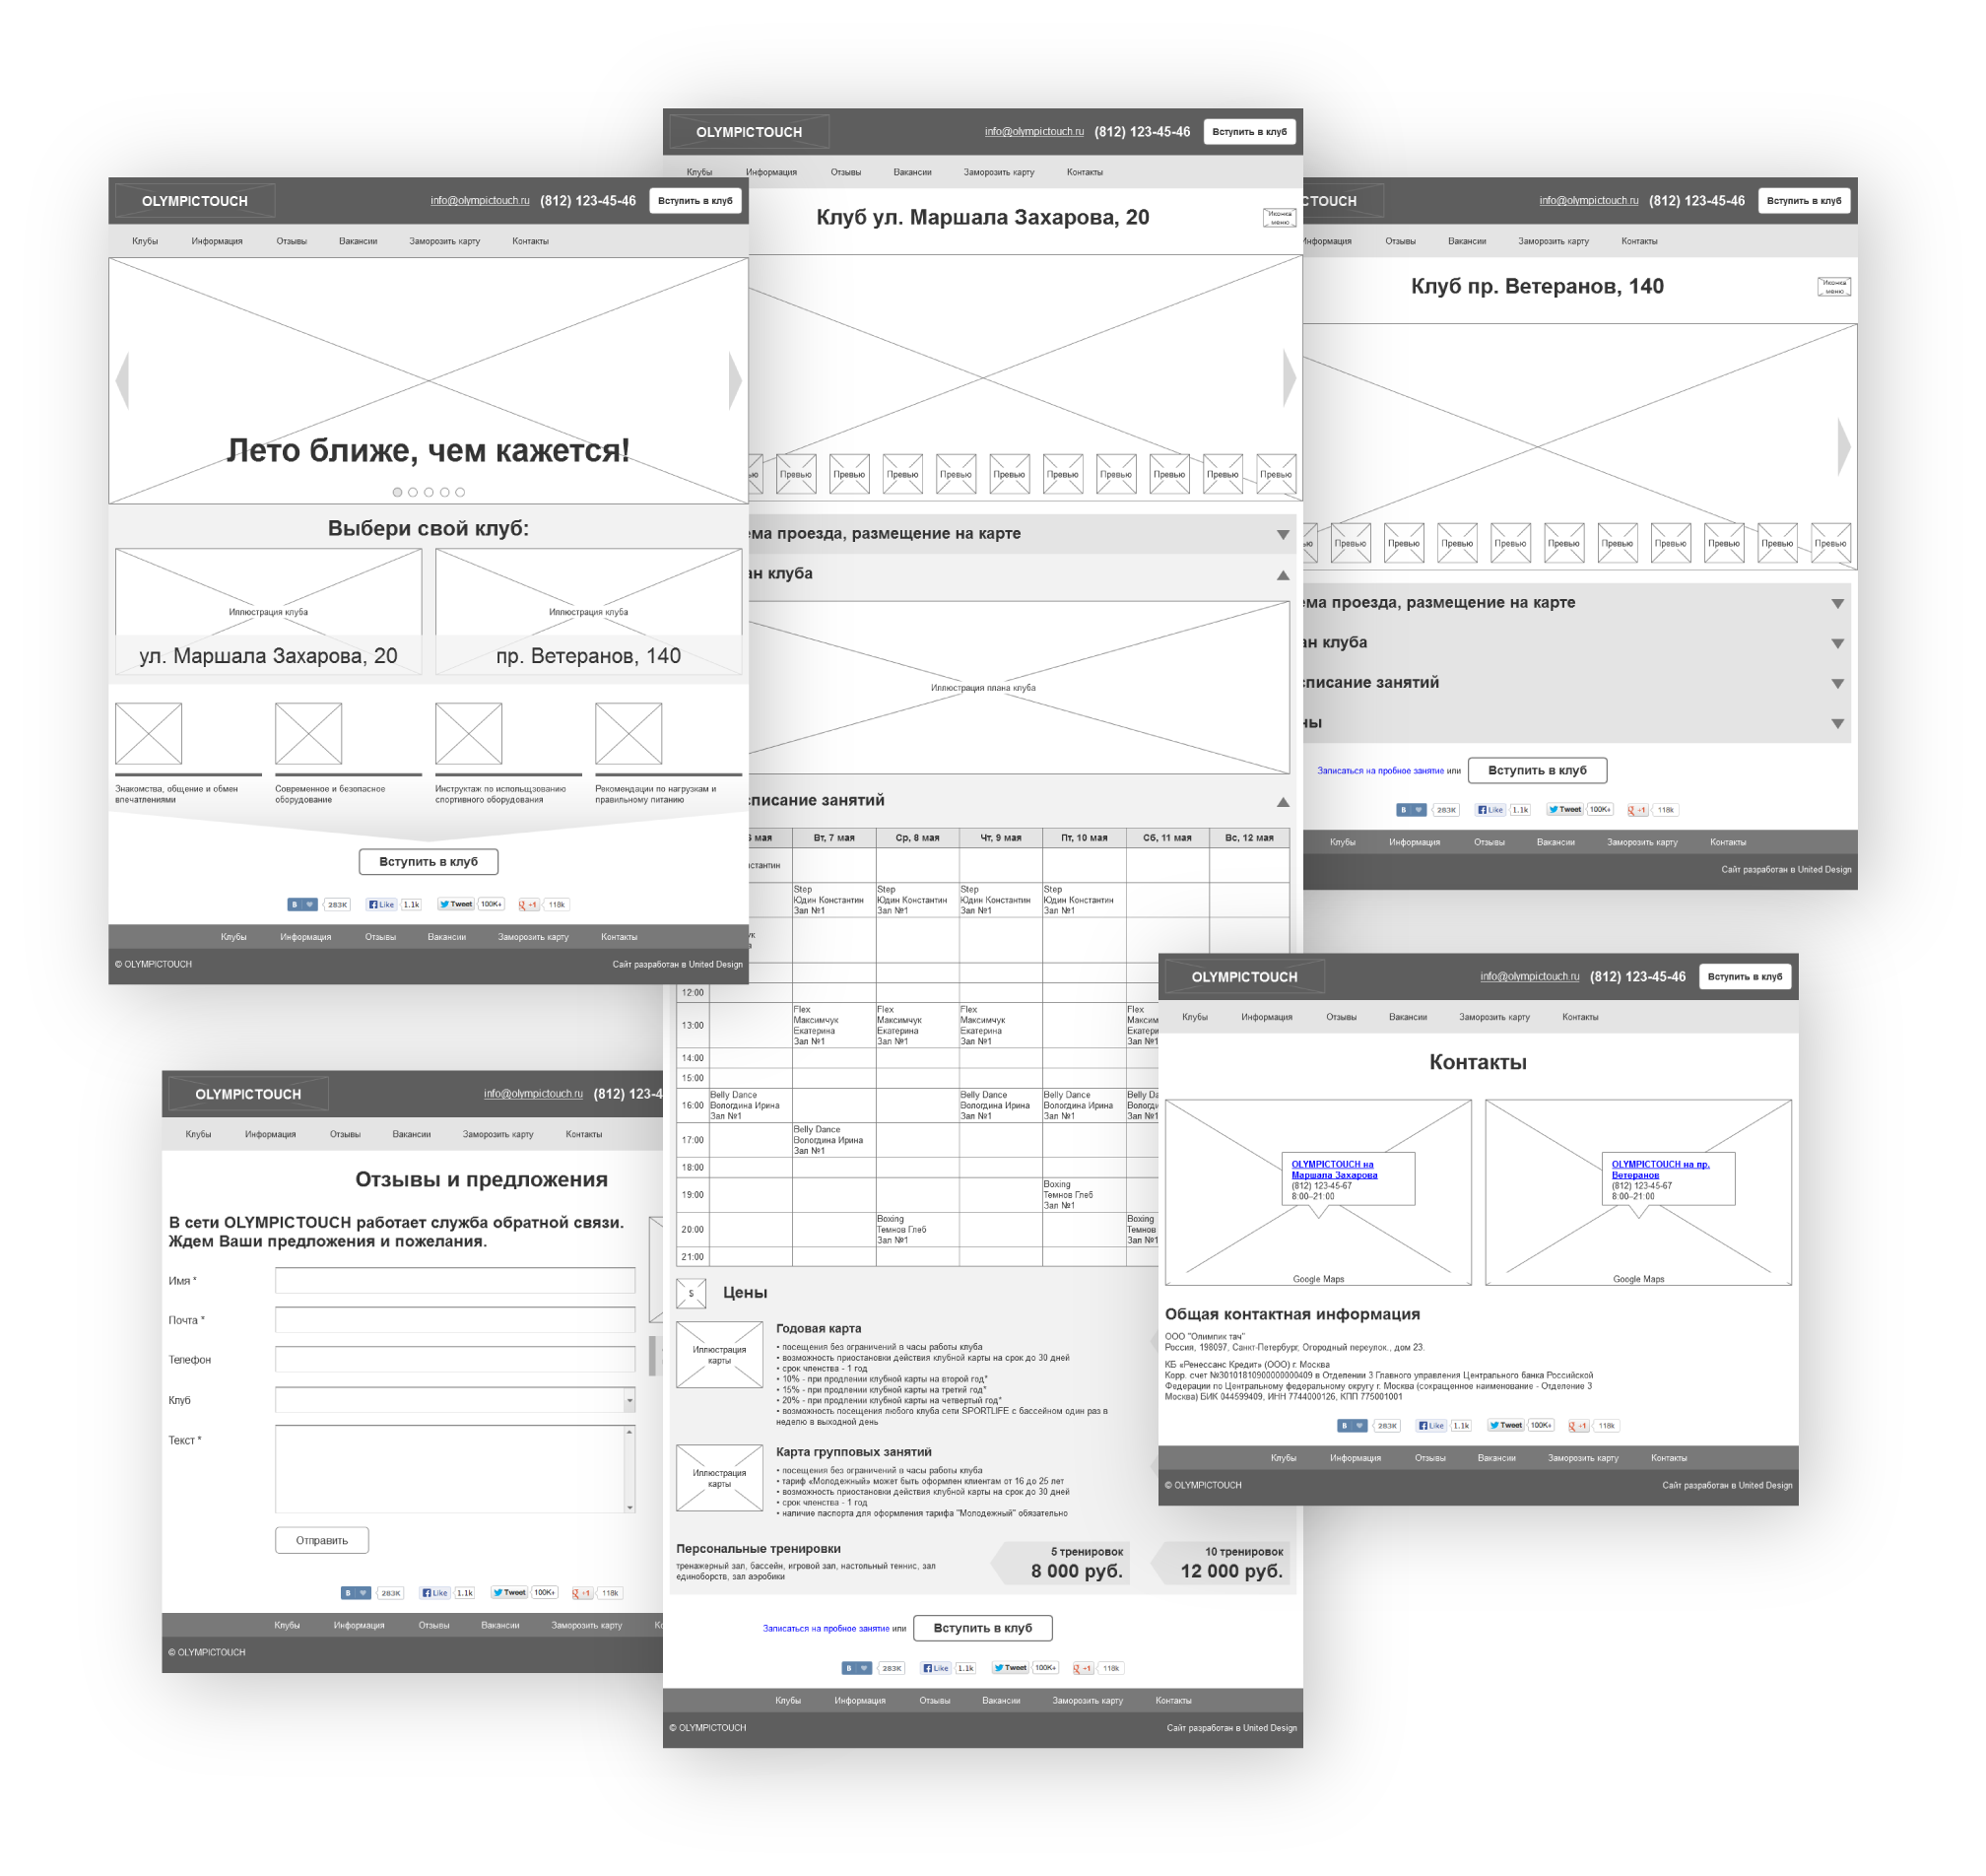 OLYMPICTOUCH
info@olympictouch.ru (812) 123-45-46 Вступить в клуб
Клубы Информация Отзывы Вакансии Заморозить карту Контакты
Лето ближе, чем кажется!
Выбери свой клуб:
Иллюстрация клуба Иллюстрация клуба
ул. Маршала Захарова, 20 пр. Ветеранов, 140
Знакомства, общение и обмен
впечатлениями
Современное и безопасное
оборудование
Инструктаж по использованию
спортивного оборудования
Рекомендации по нагрузкам и
правильному питанию
Вступить в клуб
В 283K Like 1.1k Tweet 100K+ +1 118k
Клубы Информация Отзывы Вакансии Заморозить карту Контакты
© OLYMPICTOUCH Сайт разработан в United Design
OLYMPICTOUCH
info@olympictouch.ru (812) 123-45-46 Вступить в клуб
Клубы Информация Отзывы Вакансии Заморозить карту Контакты
Клуб ул. Маршала Захарова, 20
Иконка
меню
Превью Превью Превью Превью Превью Превью Превью Превью Превью Превью
проезда, размещение на карте
клуба
Иллюстрация плана клуба
занятий
мая Вт, 7 мая Ср, 8 мая Чт, 9 мая Пт, 10 мая Сб, 11 мая Вс, 12 мая
Step Step Step Step
Юдин Константин Юдин Константин Юдин Константин Юдин Константин
Зал №1 Зал №1 Зал №1 Зал №1
12:00
13:00
Flex Flex Flex Flex
Максимчук Максимчук Максимчук
Екатерина Екатерина Екатерина
Зал №1 Зал №1 Зал №1 Зал №1
14:00
15:00
16:00
Belly Dance Belly Dance Belly Dance Belly
Вологдина Ирина Вологдина Ирина Вологдина Ирина
Зал №1 Зал №1 Зал №1 Зал №1
17:00
Belly Dance
Вологдина Ирина
Зал №1
18:00
19:00
Boxing
Темнов Глеб
Зал №1
20:00
Boxing Boxing
Темнов Глеб Темнов
Зал №1 Зал №1
21:00
S Цены
Иллюстрация
карты
Годовая карта
• посещения без ограничений в часы работы клуба
• возможность приостановки действия клубной карты на срок до 30 дней
• срок членства - 1 год
• 10% - при продлении клубной карты на второй год*
• 15% - при продлении клубной карты на третий год*
• 20% - при продлении клубной карты на четвертый год*
• возможность посещения любого клуба сети SPORTLIFE с бассейном один раз в
неделю в выходной день
Иллюстрация
карты
Карта групповых занятий
• посещения без ограничений в часы работы клуба
• тариф «Молодежный» может быть оформлен клиентам от 16 до 25 лет
• возможность приостановки действия клубной карты на срок до 30 дней
• срок членства - 1 год
• наличие паспорта для оформления тарифа "Молодежный" обязательно
Персональные тренировки
тренажерный зал, бассейн, игровой зал, настольный теннис, зал
единоборств, зал аэробики
5 тренировок
8 000 руб.
10 тренировок
12 000 руб.
Записаться на пробное занятие или Вступить в клуб
В 283K Like 1.1k Tweet 100K+ +1 118k
Клубы Информация Отзывы Вакансии Заморозить карту Контакты
© OLYMPICTOUCH Сайт разработан в United Design
info@olympictouch.ru (812) 123-45-46 Вступить в клуб
Информация Отзывы Вакансии Заморозить карту Контакты
Клуб пр. Ветеранов, 140
Иконка
меню
Превью Превью Превью Превью Превью Превью Превью Превью Превью Превью
проезда, размещение на карте
клуба
занятий
Записаться на пробное занятие или Вступить в клуб
В 283K Like 1.1k Tweet 100K+ +1 118k
Клубы Информация Отзывы Вакансии Заморозить карту Контакты
Сайт разработан в United Design
OLYMPICTOUCH
info@olympictouch.ru (812) 123-4
Клубы Информация Отзывы Вакансии Заморозить карту Контакты
Отзывы и предложения
В сети OLYMPICTOUCH работает служба обратной связи.
Ждем Ваши предложения и пожелания.
Имя *
Почта *
Телефон
Клуб
Текст *
Отправить
В 283K Like 1.1k Tweet 100K+ +1 118k
Клубы Информация Отзывы Вакансии Заморозить карту
© OLYMPICTOUCH
OLYMPICTOUCH
info@olympictouch.ru (812) 123-45-46 Вступить в клуб
Клубы Информация Отзывы Вакансии Заморозить карту Контакты
Контакты
OLYMPICTOUCH на
Маршала Захарова
(812) 123-45-67
8:00–21:00
Google Maps
OLYMPICTOUCH на пр.
Ветеранов
(812) 123-45-67
8:00–21:00
Google Maps
Общая контактная информация
ООО "Олимпик тач"
Россия, 198097, Санкт-Петербург, Огородный переулок., дом 23.
КБ «Ренессанс Кредит» (ООО) г. Москва
Корр. счет №30101810900000000409 в Отделении 3 Главного управления Центрального банка Российской
Федерации по Центральному федеральному округу г. Москва (сокращенное наименование - Отделение 3
Москва) БИК 044599409, ИНН 7744000126, КПП 775001001
В 283K Like 1.1k Tweet 100K+ +1 118k
Клубы Информация Отзывы Вакансии Заморозить карту Контакты
© OLYMPICTOUCH Сайт разработан в United Design